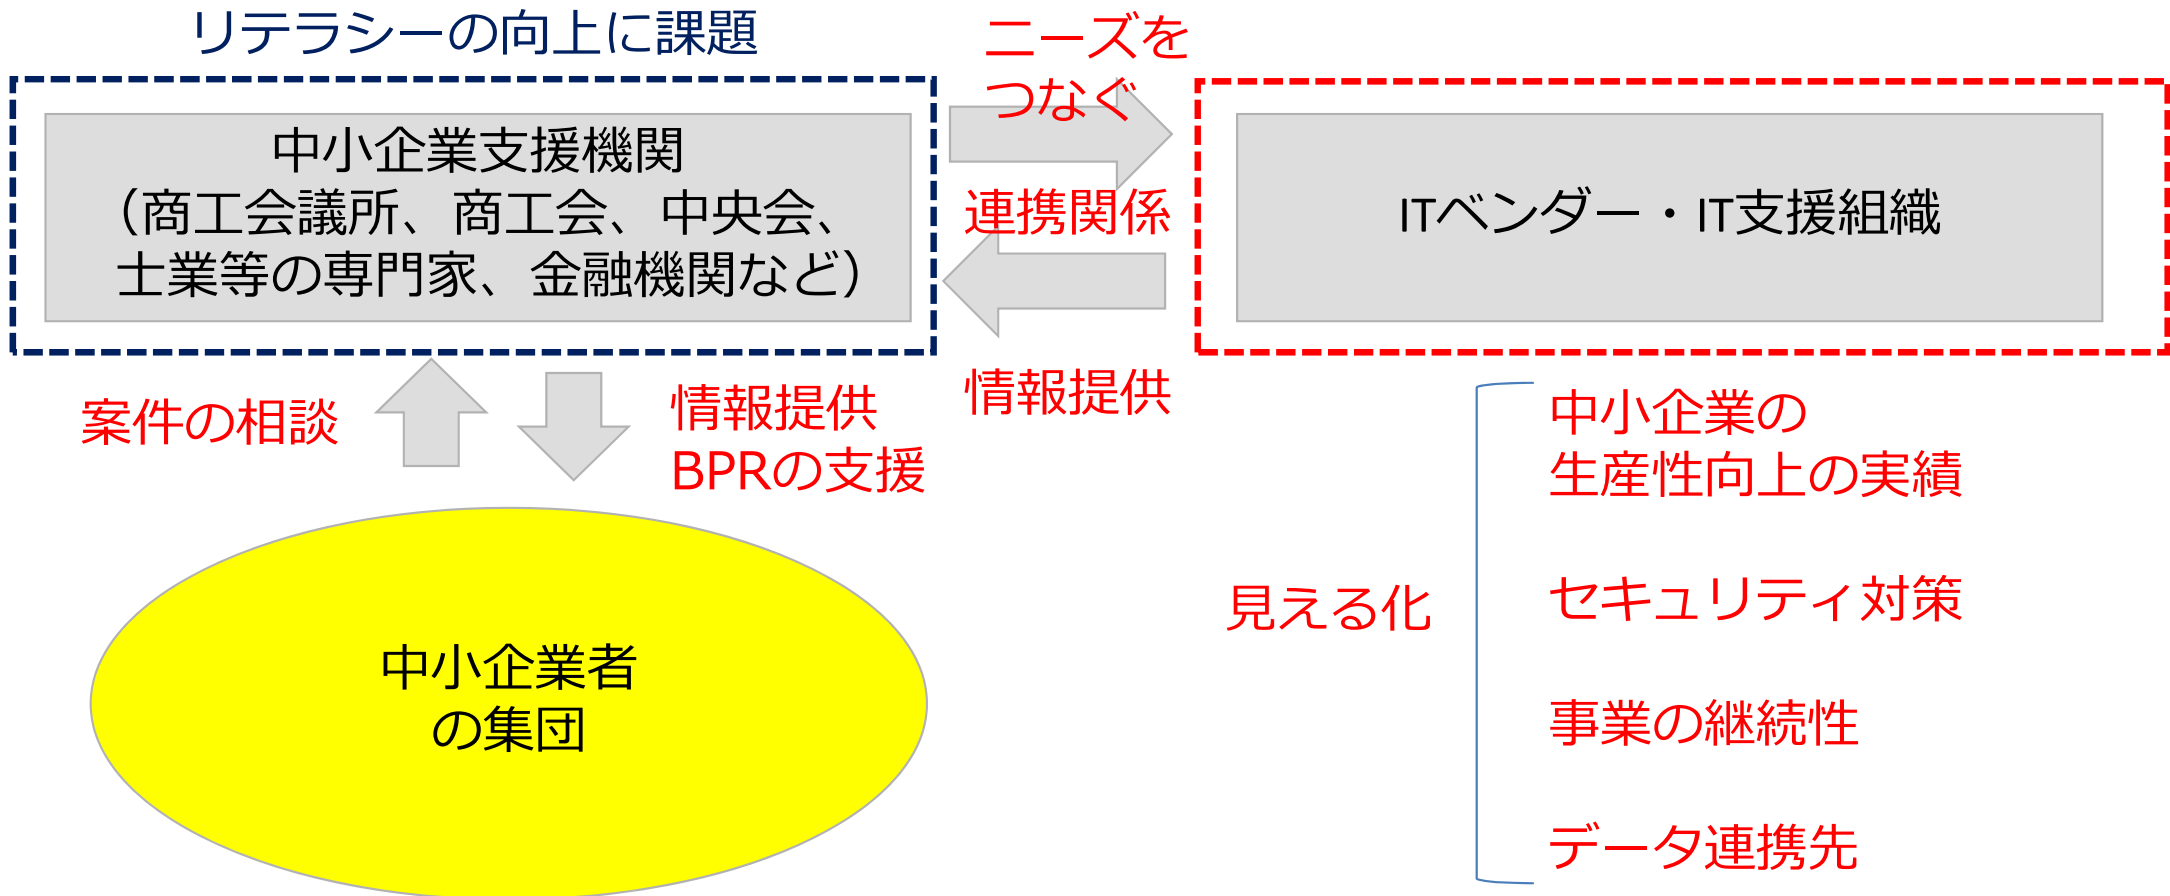 リテラシーの向上に課題
中小企業支援機関
（商工会議所、商工会、中央会、
士業等の専門家、金融機関など）
ニーズを
つなぐ
連携関係
情報提供
ITベンダー・IT支援組織
案件の相談
情報提供
BPRの支援
中小企業者
の集団
見える化
中小企業の
生産性向上の実績
セキュリティ対策
事業の継続性
データ連携先